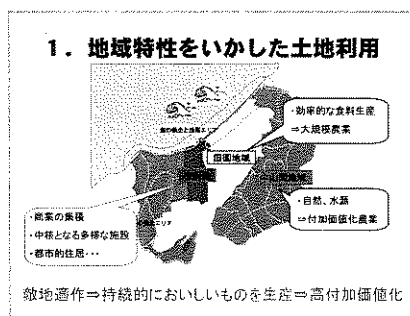 １．地域特性をいかした土地利用
・効率的な食料生産
⇒大規模農業
田園地域
・自然、水源
⇒付加価値化農業
・商業の集積
・中核となる多様な施設
・都市的住居・・・
敵地適作⇒持続的においしいものを生産⇒高付加価値化